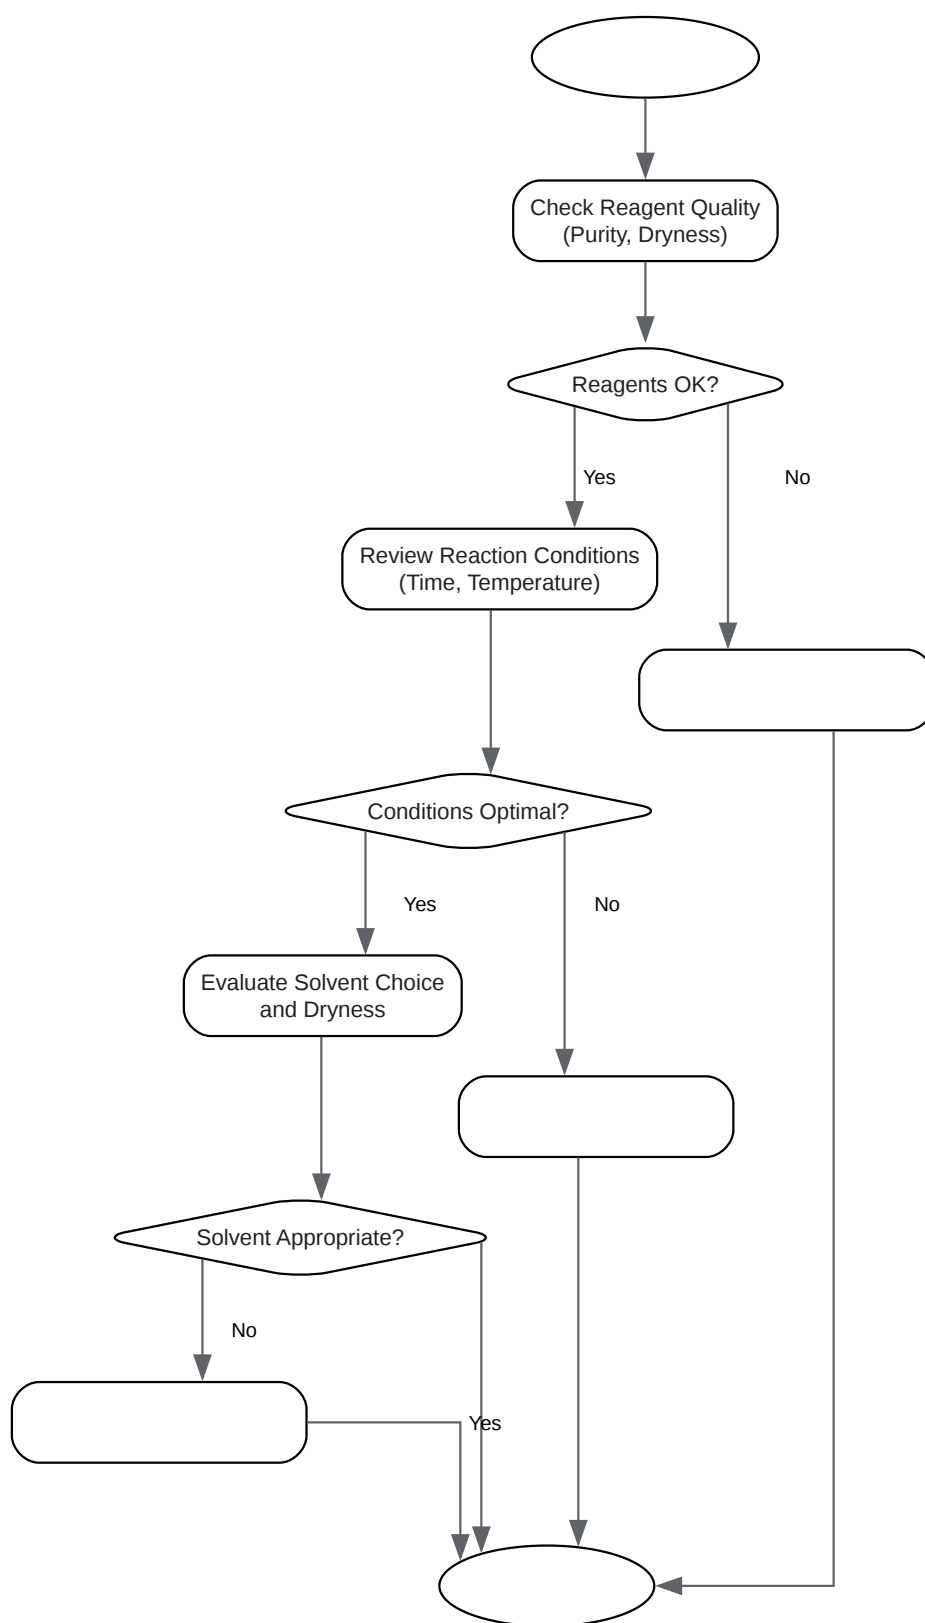 Check Reagent Quality
(Purity, Dryness)
Reagents OK?
Yes
No
Review Reaction Conditions
(Time, Temperature)
Conditions Optimal?
Yes
No
Evaluate Solvent Choice
and Dryness
Solvent Appropriate?
No
Yes